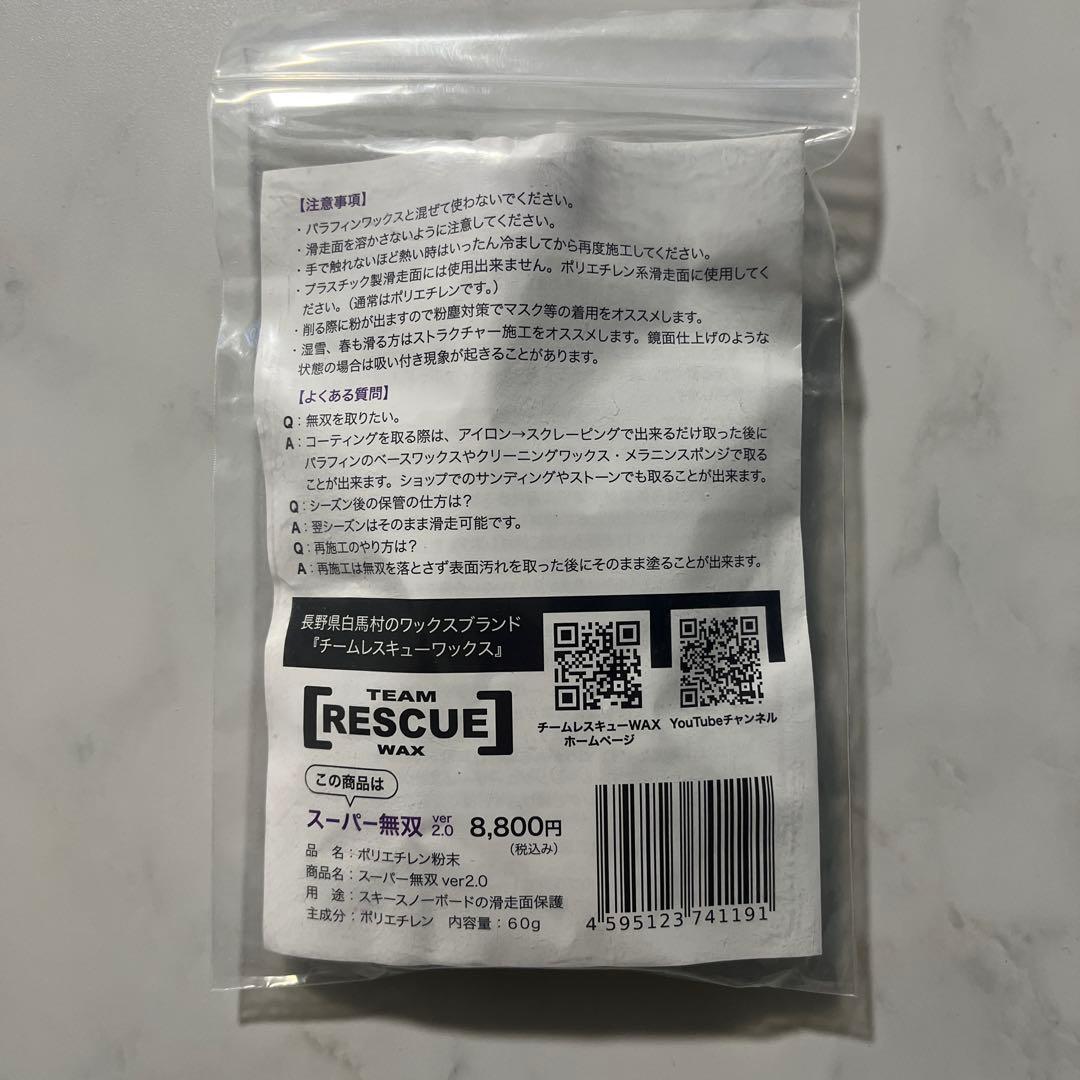 【注意事項】
・パラフィンワックスと混ぜて使わないでください。
・滑走面を溶かさないように注意してください。
・手で触れないほど熱い時はいったん冷ましてから再度施工してください。
・プラスチック製滑走面には使用出来ません。ポリエチレン系滑走面に使用してく
ださい。(通常はポリエチレンです。)
・削る際に粉が出ますので粉塵対策でマスク等の着用をオススメします。
・湿雪、春も滑る方はストラクチャー施工をオススメします。鏡面仕上げのような
状態の場合は吸い付き現象が起きることがあります。
【よくある質問】
Q：無双を取りたい。
A：コーティングを取る際は、アイロン→スクレーピングで出来るだけ取った後に
パラフィンのベースワックスやクリーニングワックス・メラニンスポンジで取る
ことが出来ます。ショップでのサンディングやストーンでも取ることが出来ます。
Q：シーズン後の保管の仕方は？
A：翌シーズンはそのまま滑走可能です。
Q：再施工のやり方は？
A：再施工は無双を落とさず表面汚れを取った後にそのまま塗ることが出来ます。
長野県白馬村のワックスブランド
『チームレスキューワックス』
TEAM
RESCUE
WAX
チームレスキューWAX
ホームページ
YouTubeチャンネル
この商品は
スーパー無双 ver 2.0 8,800円
(税込み)
品　名：ポリエチレン粉末
商品名：スーパー無双 ver2.0
用　途：スキースノーボードの滑走面保護
主成分：ポリエチレン　内容量：60g
4 595123 741191